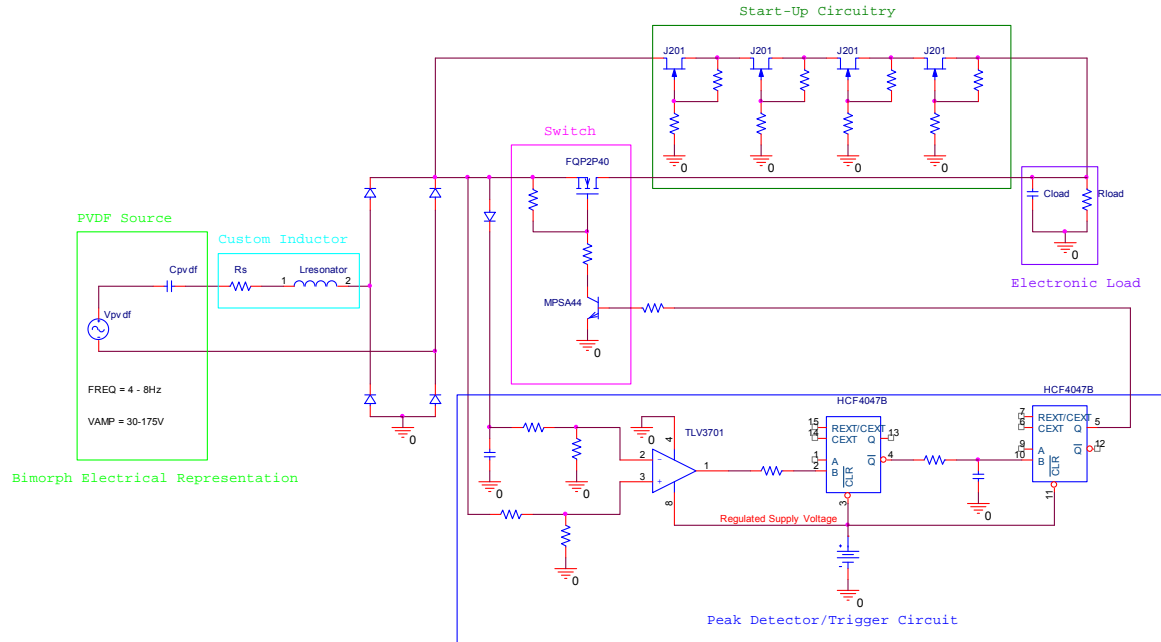 Start-Up Circuitry
J201 J201 J201 J201
0 0 0 0
Switch
FQP2P40
MPSA44
0
Cload Rload
0
Electronic Load
PVDF Source
Cpvdf
Vpvdf
FREQ = 4 - 8Hz
VAMP = 30-175V
Bimorph Electrical Representation
Custom Inductor
Rs Lresonator
1 2
0
HCF4047B
HCF4047B
TLV3701
0
4
2
3
1
8
−
+
15 REXT/CEXT
14 CEXT Q 13
1 A
2 B Q 4
CLR
3
7 REXT/CEXT
6 CEXT Q 5
9 A
10 B Q 12
CLR
11
0
0
0
0
Regulated Supply Voltage
+
-
0
Peak Detector/Trigger Circuit